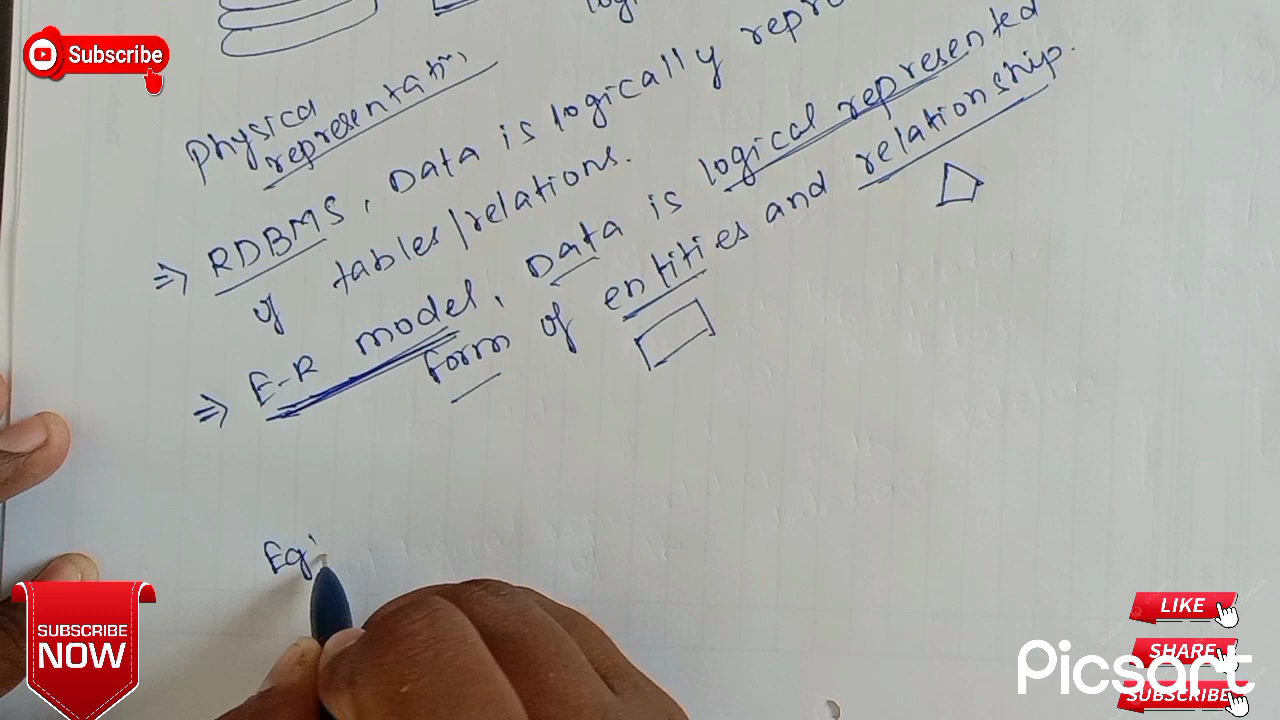 Subscribe
Physical
representation
⇒ RDBMS, Data is logically
of tables/relations.
⇒ E-R model, Data is logical represented
form of entities and relationship.
Eg:
SUBSCRIBE
NOW
LIKE
SHARE
SUBSCRIBE
Picsart